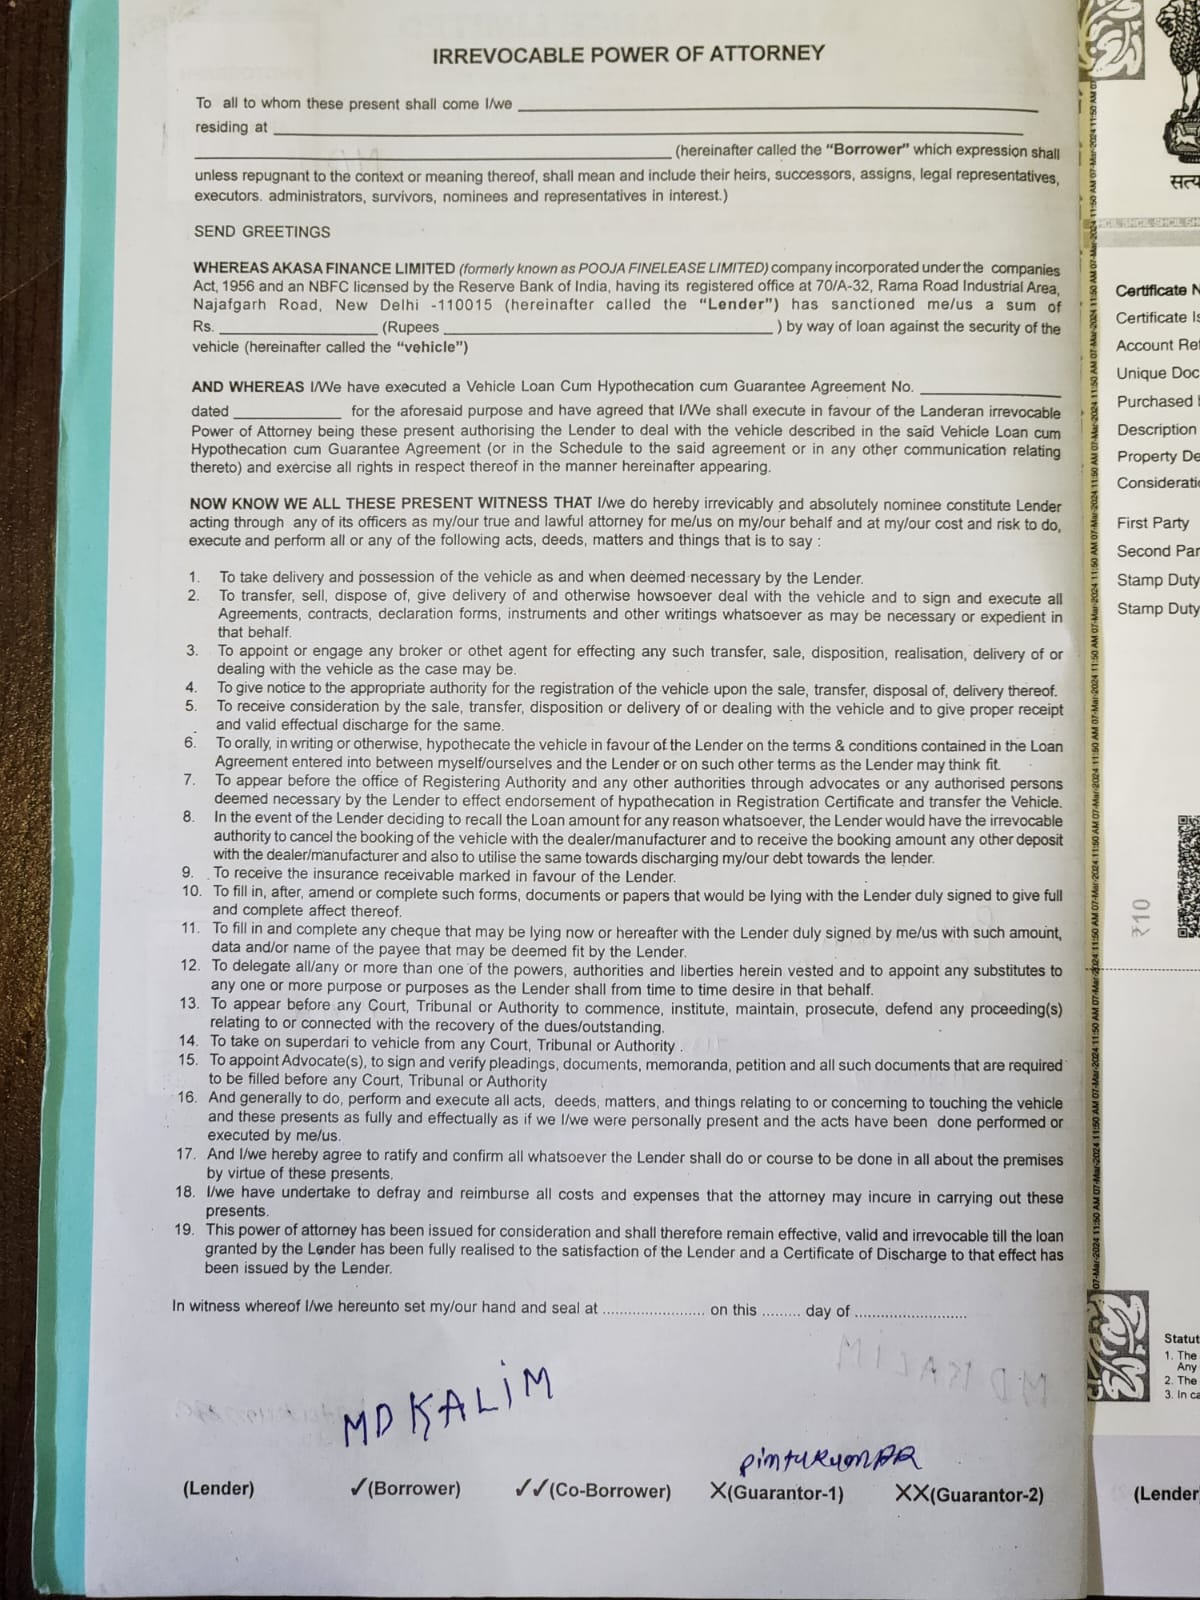 IRREVOCABLE POWER OF ATTORNEY
To all to whom these present shall come I/we
residing at
(hereinafter called the "Borrower" which expression shall
unless repugnant to the context or meaning thereof, shall mean and include their heirs, successors, assigns, legal representatives,
executors. administrators, survivors, nominees and representatives in interest.)
SEND GREETINGS
WHEREAS AKASA FINANCE LIMITED (formerly known as POOJA FINELEASE LIMITED) company incorporated under the companies
Act, 1956 and an NBFC licensed by the Reserve Bank of India, having its registered office at 70/A-32, Rama Road Industrial Area,
Najafgarh Road, New Delhi -110015 (hereinafter called the "Lender") has sanctioned me/us a sum of
Rs. (Rupees ) by way of loan against the security of the
vehicle (hereinafter called the "vehicle")
AND WHEREAS I/We have executed a Vehicle Loan Cum Hypothecation cum Guarantee Agreement No.
dated for the aforesaid purpose and have agreed that I/We shall execute in favour of the Landeran irrevocable
Power of Attorney being these present authorising the Lender to deal with the vehicle described in the said Vehicle Loan cum
Hypothecation cum Guarantee Agreement (or in the Schedule to the said agreement or in any other communication relating
thereto) and exercise all rights in respect thereof in the manner hereinafter appearing.
NOW KNOW WE ALL THESE PRESENT WITNESS THAT I/we do hereby irrevicably and absolutely nominee constitute Lender
acting through any of its officers as my/our true and lawful attorney for me/us on my/our behalf and at my/our cost and risk to do,
execute and perform all or any of the following acts, deeds, matters and things that is to say :
1. To take delivery and possession of the vehicle as and when deemed necessary by the Lender.
2. To transfer, sell, dispose of, give delivery of and otherwise howsoever deal with the vehicle and to sign and execute all
Agreements, contracts, declaration forms, instruments and other writings whatsoever as may be necessary or expedient in
that behalf.
3. To appoint or engage any broker or othet agent for effecting any such transfer, sale, disposition, realisation, delivery of or
dealing with the vehicle as the case may be.
4. To give notice to the appropriate authority for the registration of the vehicle upon the sale, transfer, disposal of, delivery thereof.
5. To receive consideration by the sale, transfer, disposition or delivery of or dealing with the vehicle and to give proper receipt
and valid effectual discharge for the same.
6. To orally, in writing or otherwise, hypothecate the vehicle in favour of the Lender on the terms & conditions contained in the Loan
Agreement entered into between myself/ourselves and the Lender or on such other terms as the Lender may think fit.
7. To appear before the office of Registering Authority and any other authorities through advocates or any authorised persons
deemed necessary by the Lender to effect endorsement of hypothecation in Registration Certificate and transfer the Vehicle.
8. In the event of the Lender deciding to recall the Loan amount for any reason whatsoever, the Lender would have the irrevocable
authority to cancel the booking of the vehicle with the dealer/manufacturer and to receive the booking amount any other deposit
with the dealer/manufacturer and also to utilise the same towards discharging my/our debt towards the lender.
9. To receive the insurance receivable marked in favour of the Lender.
10. To fill in, after, amend or complete such forms, documents or papers that would be lying with the Lender duly signed to give full
and complete affect thereof.
11. To fill in and complete any cheque that may be lying now or hereafter with the Lender duly signed by me/us with such amount,
data and/or name of the payee that may be deemed fit by the Lender.
12. To delegate all/any or more than one of the powers, authorities and liberties herein vested and to appoint any substitutes to
any one or more purpose or purposes as the Lender shall from time to time desire in that behalf.
13. To appear before any Court, Tribunal or Authority to commence, institute, maintain, prosecute, defend any proceeding(s)
relating to or connected with the recovery of the dues/outstanding.
14. To take on superdari to vehicle from any Court, Tribunal or Authority .
15. To appoint Advocate(s), to sign and verify pleadings, documents, memoranda, petition and all such documents that are required
to be filled before any Court, Tribunal or Authority
16. And generally to do, perform and execute all acts, deeds, matters, and things relating to or concerning to touching the vehicle
and these presents as fully and effectually as if we I/we were personally present and the acts have been done performed or
executed by me/us.
17. And I/we hereby agree to ratify and confirm all whatsoever the Lender shall do or course to be done in all about the premises
by virtue of these presents.
18. I/we have undertake to defray and reimburse all costs and expenses that the attorney may incure in carrying out these
presents.
19. This power of attorney has been issued for consideration and shall therefore remain effective, valid and irrevocable till the loan
granted by the Lender has been fully realised to the satisfaction of the Lender and a Certificate of Discharge to that effect has
been issued by the Lender.
In witness whereof I/we hereunto set my/our hand and seal at ........................ on this ......... day of ..........................
MD KALIM
(Lender) ✓(Borrower) ✓✓(Co-Borrower) X(Guarantor-1) XX(Guarantor-2)
सत्य
Certificate N
Certificate Is
Account Ref
Unique Doc
Purchased
Description
Property De
Consideratio
First Party
Second Par
Stamp Duty
Stamp Duty
₹10
07-Mar-2024 11:50 AM
Statut
1. The
Any
2. The
3. In ca
(Lender